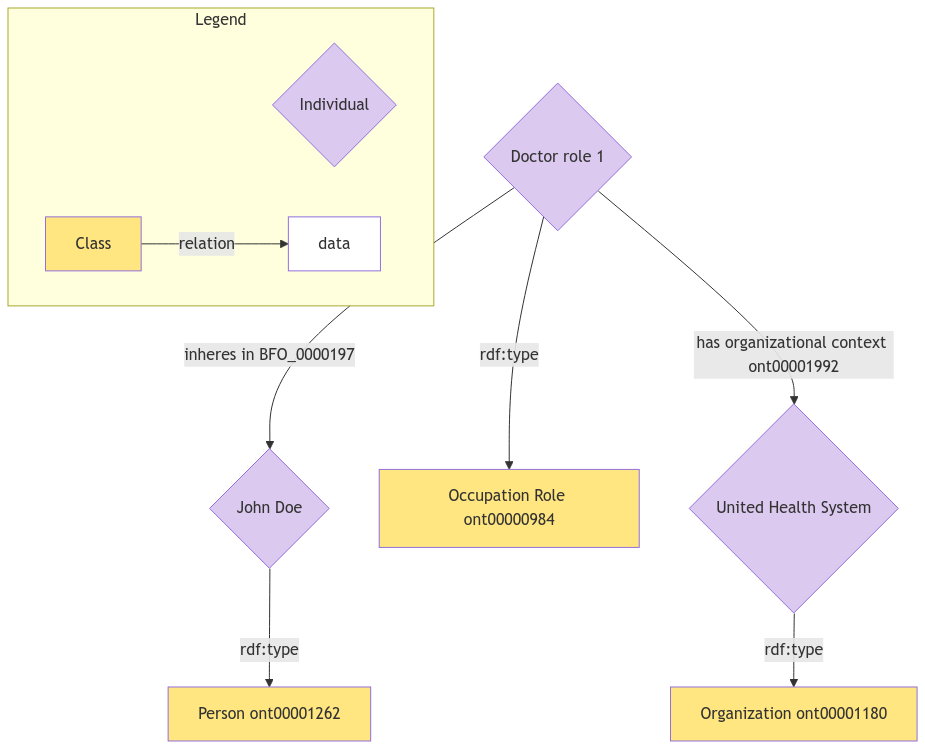 Legend
Individual
Class
relation
data
Doctor role 1
inheres in BFO_0000197
rdf:type
has organizational context
ont00001992
John Doe
Occupation Role
ont00000984
United Health System
rdf:type
rdf:type
Person ont00001262
Organization ont00001180